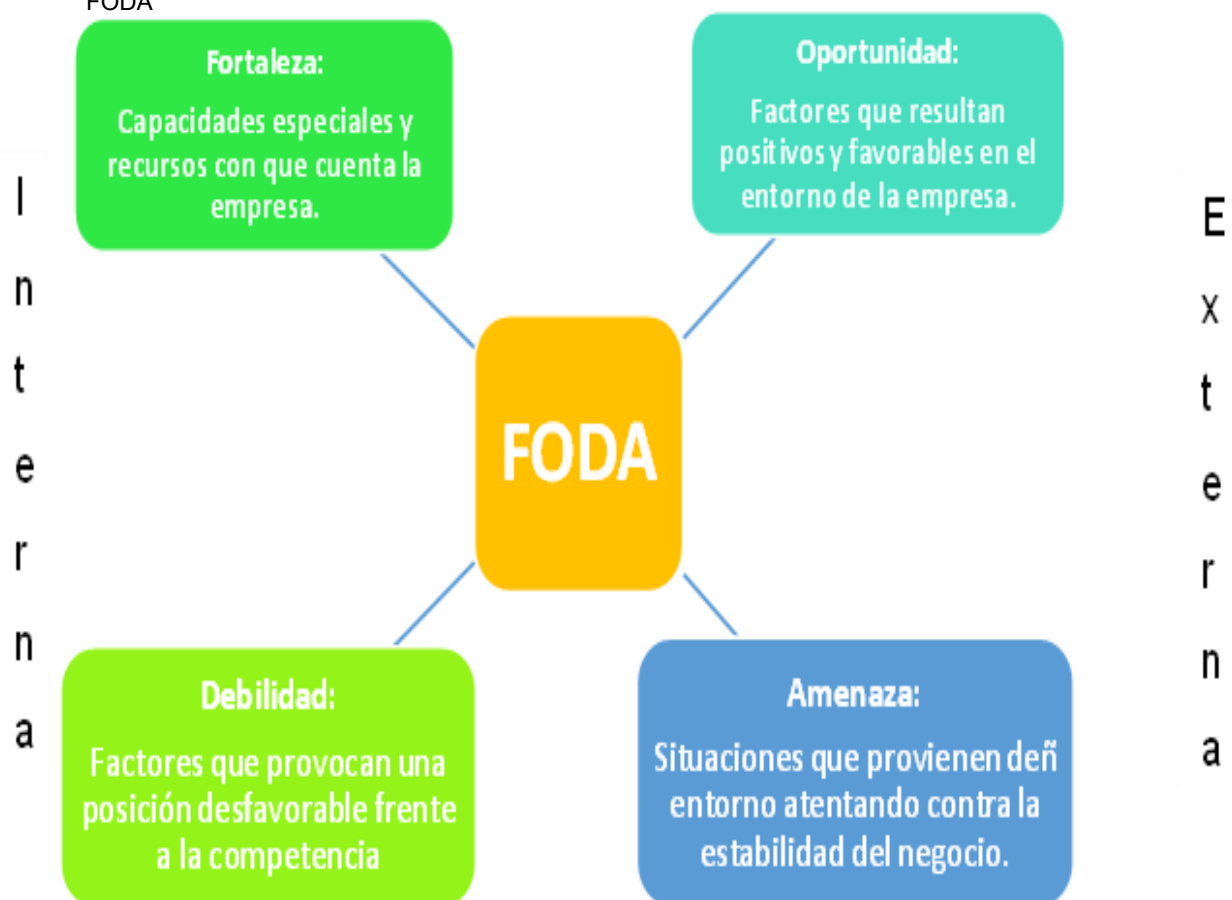 FODA
Fortaleza:
Capacidades especiales y
recursos con que cuenta la
empresa.
Oportunidad:
Factores que resultan
positivos y favorables en el
entorno de la empresa.
I
n
t
e
r
n
a
FODA
E
x
t
e
r
n
a
Debilidad:
Factores que provocan una
posición desfavorable frente
a la competencia
Amenaza:
Situaciones que provienen deñ
entorno atentando contra la
estabilidad del negocio.